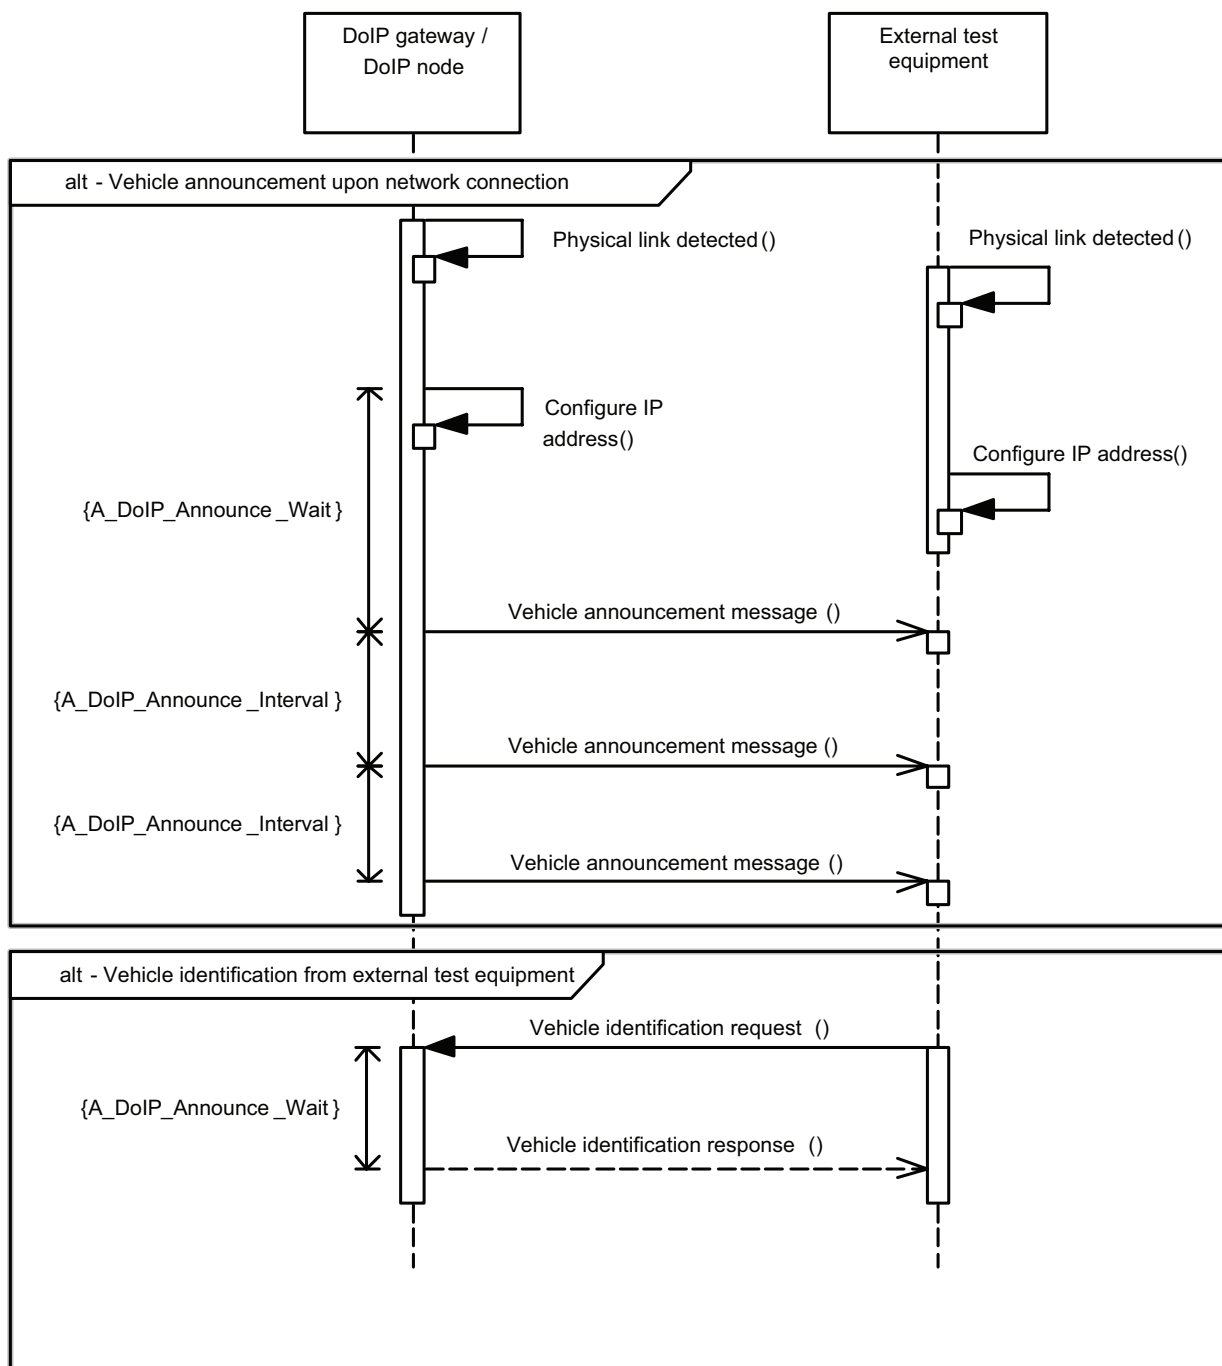 DoIP gateway /
DoIP node
External test
equipment
alt - Vehicle announcement upon network connection
Physical link detected ()
Physical link detected ()
Configure IP
address()
Configure IP address()
{A_DoIP_Announce _Wait }
Vehicle announcement message ()
{A_DoIP_Announce _Interval }
Vehicle announcement message ()
{A_DoIP_Announce _Interval }
Vehicle announcement message ()
alt - Vehicle identification from external test equipment
Vehicle identification request ()
{A_DoIP_Announce _Wait }
Vehicle identification response ()